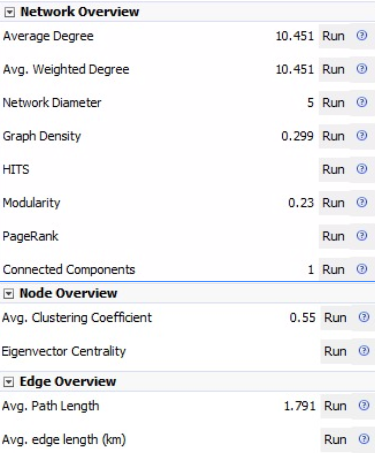 Network Overview
Average Degree 10.451 Run
Avg. Weighted Degree 10.451 Run
Network Diameter 5 Run
Graph Density 0.299 Run
HITS Run
Modularity 0.23 Run
PageRank Run
Connected Components 1 Run
Node Overview
Avg. Clustering Coefficient 0.55 Run
Eigenvector Centrality Run
Edge Overview
Avg. Path Length 1.791 Run
Avg. edge length (km) Run